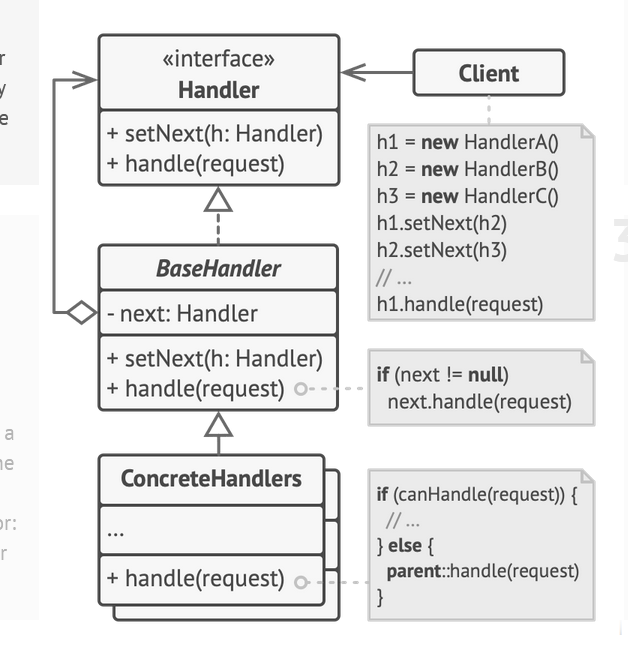 r
y
e
«interface»
Handler
+ setNext(h: Handler)
+ handle(request)
Client
h1 = new HandlerA()
h2 = new HandlerB()
h3 = new HandlerC()
h1.setNext(h2)
h2.setNext(h3)
// ...
h1.handle(request)
3
BaseHandler
- next: Handler
+ setNext(h: Handler)
+ handle(request)
if (next != null)
next.handle(request)
a
ne
or:
r
ConcreteHandlers
...
+ handle(request)
if (canHandle(request)) {
// ...
} else {
parent::handle(request)
}